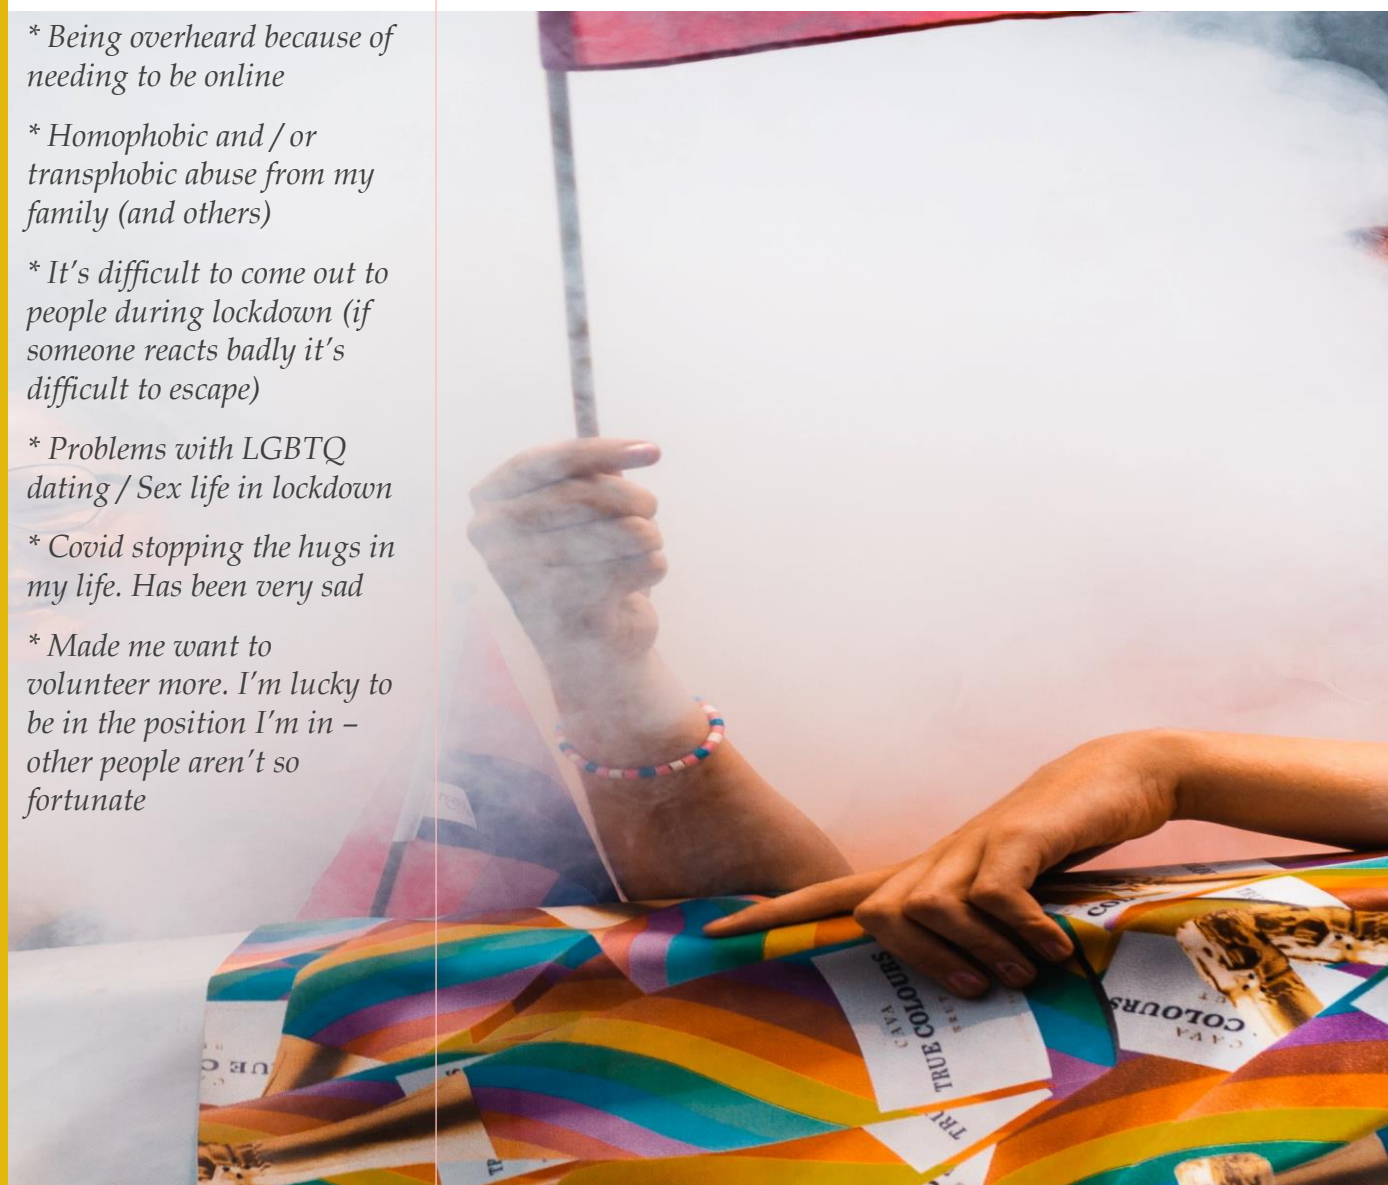 * Being overheard because of
needing to be online
* Homophobic and / or
transphobic abuse from my
family (and others)
* It’s difficult to come out to
people during lockdown (if
someone reacts badly it’s
difficult to escape)
* Problems with LGBTQ
dating / Sex life in lockdown
* Covid stopping the hugs in
my life. Has been very sad
* Made me want to
volunteer more. I’m lucky to
be in the position I’m in –
other people aren’t so
fortunate
CAVA
TRUE COLOURS
BRUT
CAVA
COLOURS
UT
UE C
TRU